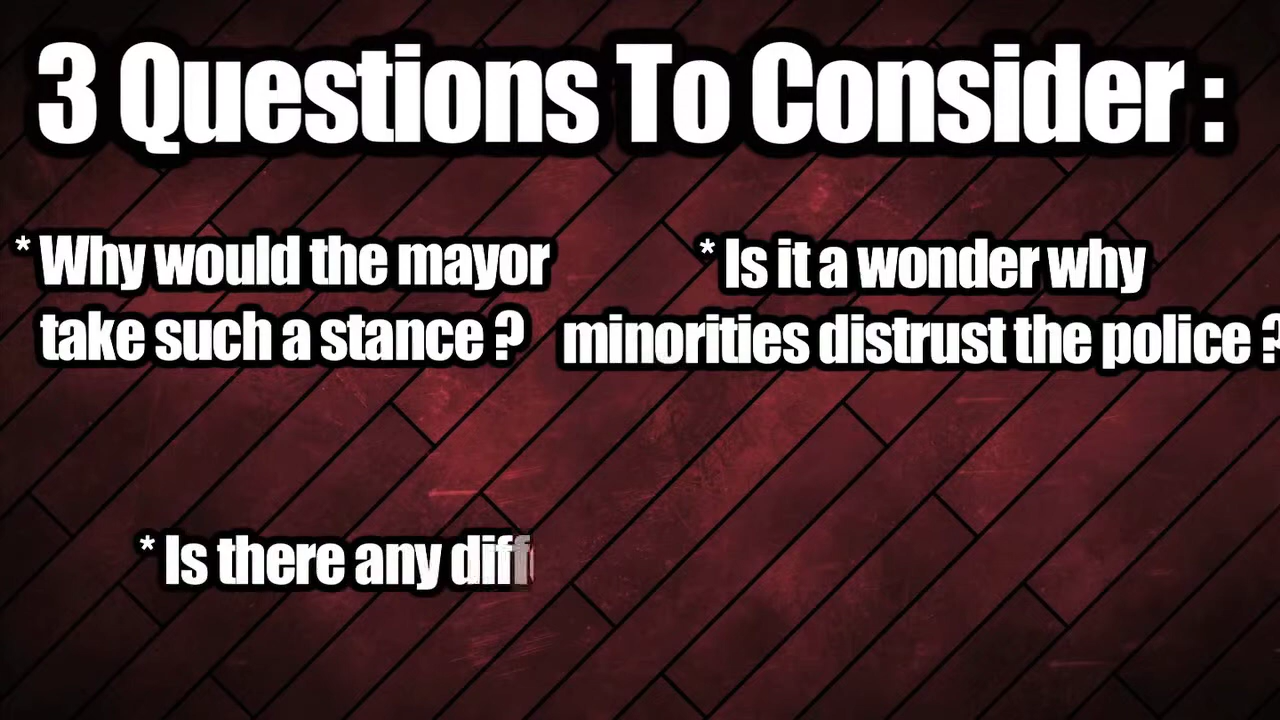 3 Questions To Consider :
* Why would the mayor
take such a stance ?
* Is it a wonder why
minorities distrust the police ?
* Is there any diff